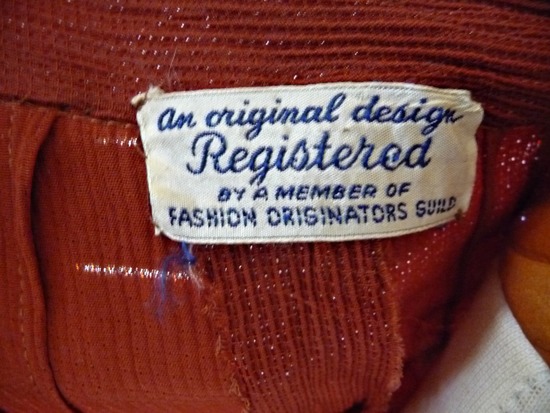 an original design
Registered
BY A MEMBER OF
FASHION ORIGINATORS GUILD